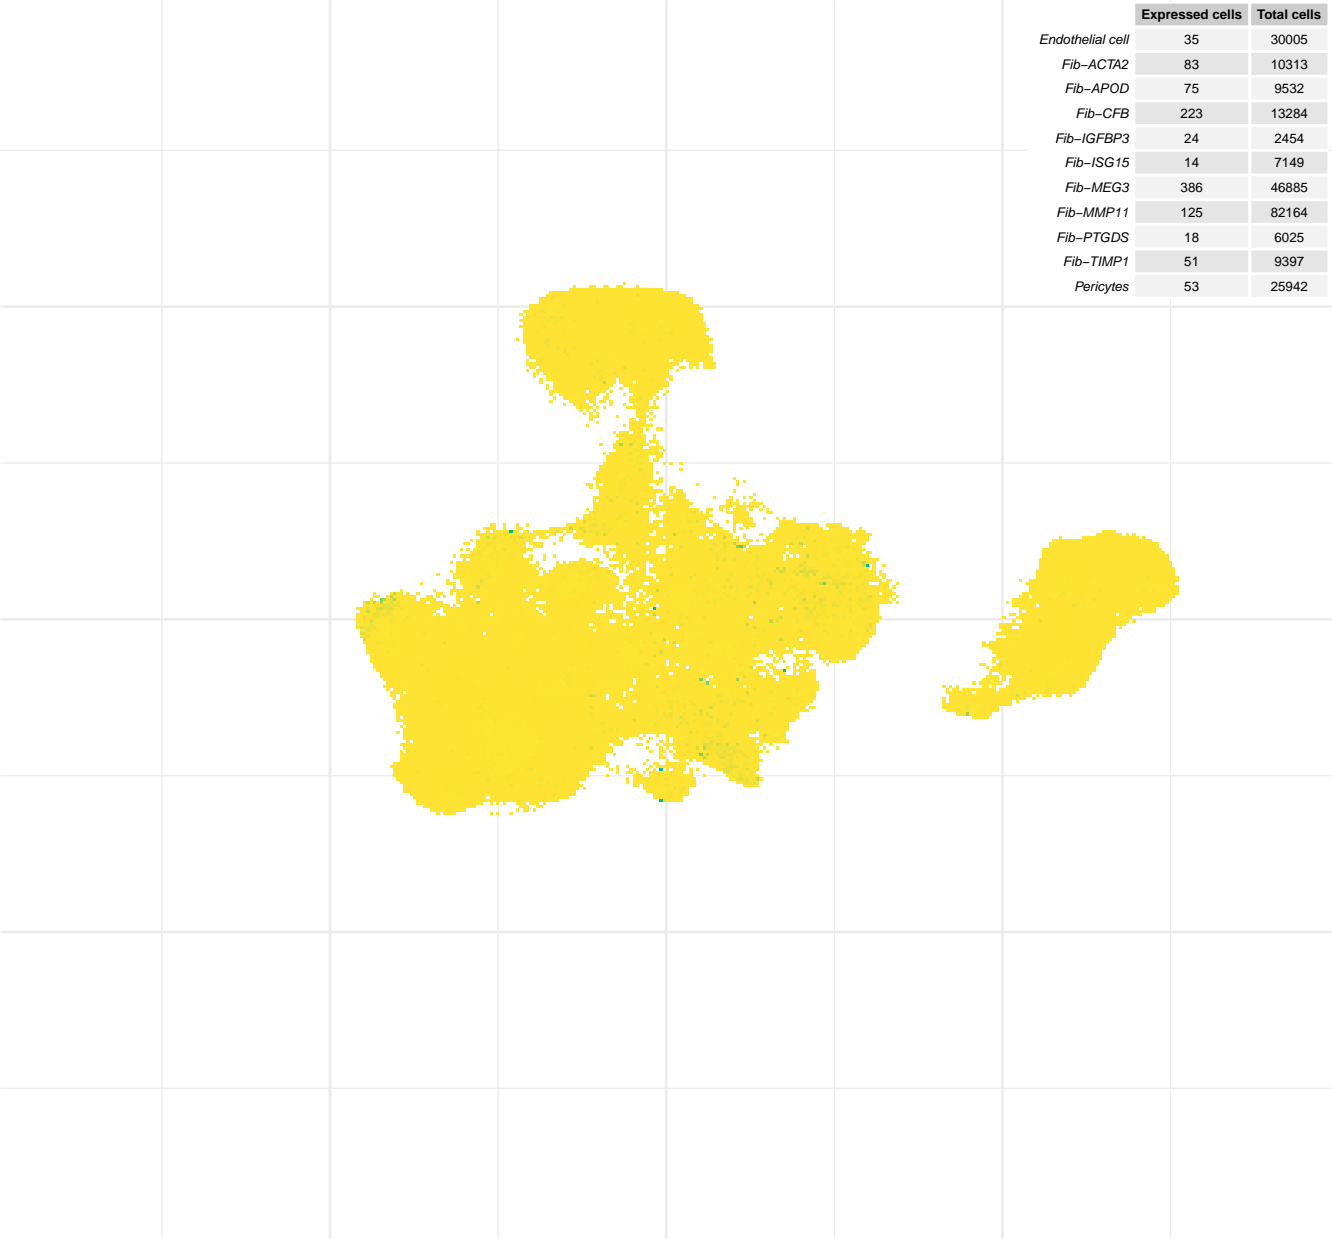 Expressed cells Total cells
Endothelial cell 35 30005
Fib−ACTA2 83 10313
Fib−APOD 75 9532
Fib−CFB 223 13284
Fib−IGFBP3 24 2454
Fib−ISG15 14 7149
Fib−MEG3 386 46885
Fib−MMP11 125 82164
Fib−PTGDS 18 6025
Fib−TIMP1 51 9397
Pericytes 53 25942